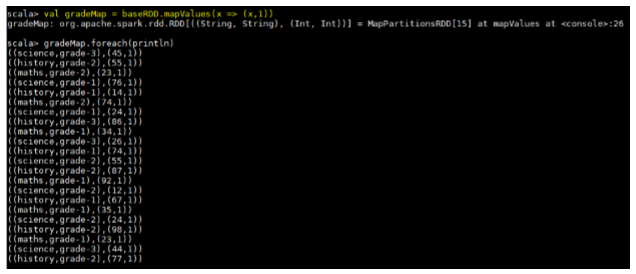 scala> val gradeMap = baseRDD.mapValues(x => (x,1))
gradeMap: org.apache.spark.rdd.RDD[((String, String), (Int, Int))] = MapPartitionsRDD[15] at mapValues at <console>:26
scala> gradeMap.foreach(println)
((science,grade-3),(45,1))
((history,grade-2),(55,1))
((maths,grade-2),(23,1))
((science,grade-1),(76,1))
((history,grade-1),(14,1))
((maths,grade-2),(74,1))
((science,grade-1),(24,1))
((history,grade-3),(86,1))
((maths,grade-1),(34,1))
((science,grade-3),(26,1))
((history,grade-1),(74,1))
((science,grade-2),(55,1))
((history,grade-2),(87,1))
((maths,grade-1),(92,1))
((science,grade-2),(12,1))
((history,grade-1),(67,1))
((maths,grade-1),(35,1))
((science,grade-2),(24,1))
((history,grade-2),(98,1))
((maths,grade-1),(23,1))
((science,grade-3),(44,1))
((history,grade-2),(77,1))